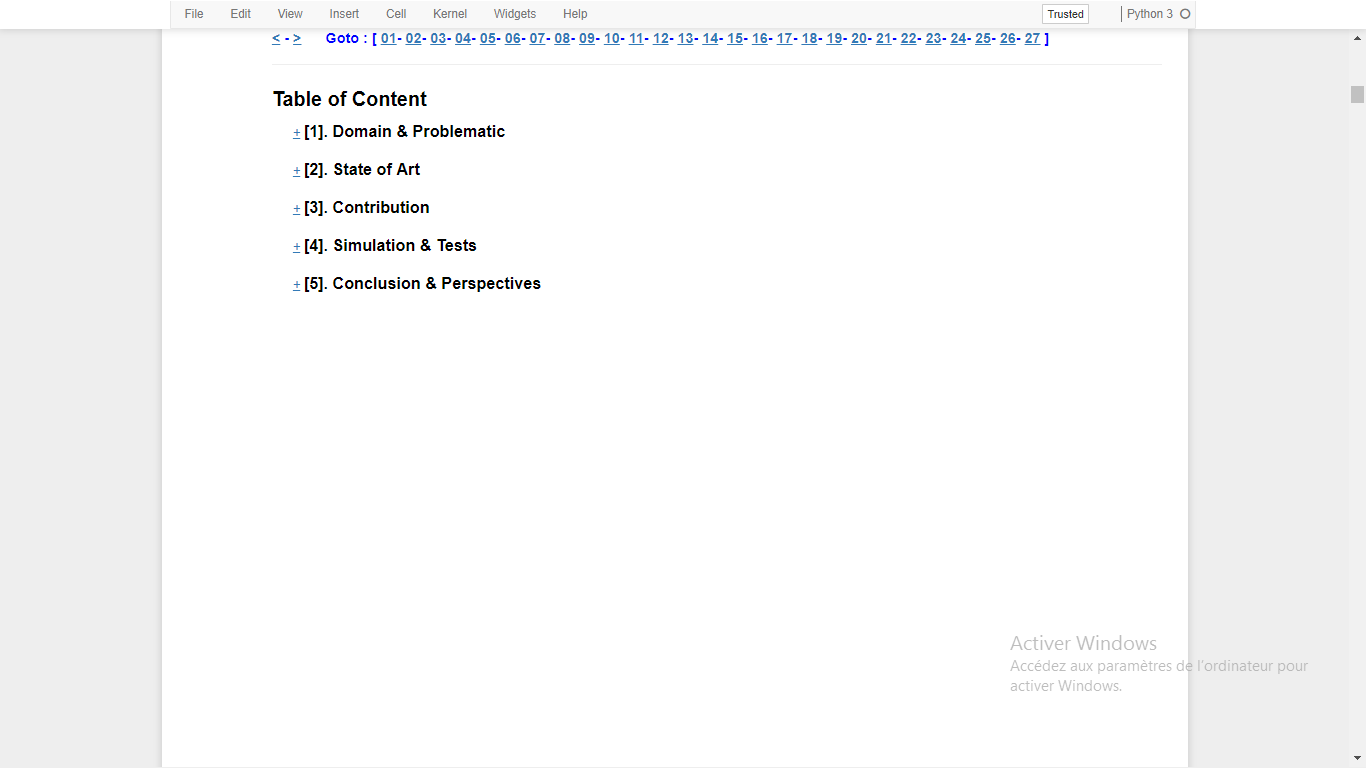 File Edit View Insert Cell Kernel Widgets Help Trusted Python 3
< - > Goto : [ 01- 02- 03- 04- 05- 06- 07- 08- 09- 10- 11- 12- 13- 14- 15- 16- 17- 18- 19- 20- 21- 22- 23- 24- 25- 26- 27 ]
Table of Content
+ [1]. Domain & Problematic
+ [2]. State of Art
+ [3]. Contribution
+ [4]. Simulation & Tests
+ [5]. Conclusion & Perspectives
Activer Windows
Accédez aux paramètres de l'ordinateur pour
activer Windows.